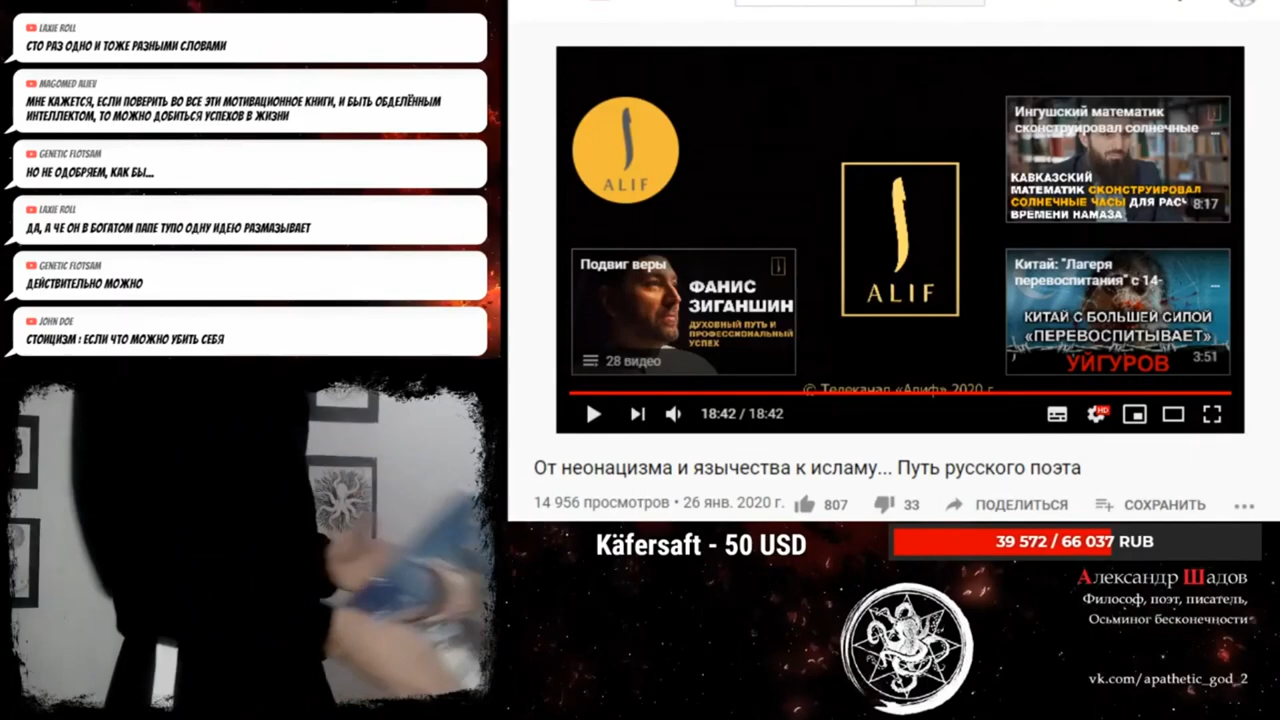 LAXIE ROLL
СТО РАЗ ОДНО И ТОЖЕ РАЗНЫМИ СЛОВАМИ
MAGOMED ALIEV
МНЕ КАЖЕТСЯ, ЕСЛИ ПОВЕРИТЬ ВО ВСЕ ЭТИ МОТИВАЦИОННОЕ КНИГИ, И БЫТЬ ОБДЕЛЁННЫМ
ИНТЕЛЛЕКТОМ, ТО МОЖНО ДОБИТЬСЯ УСПЕХОВ В ЖИЗНИ
GENETIC FLOTSAM
НО НЕ ОДОБРЯЕМ, КАК БЫ...
LAXIE ROLL
ДА, А ЧЕ ОН В БОГАТОМ ПАПЕ ТУПО ОДНУ ИДЕЮ РАЗМАЗЫВАЕТ
GENETIC FLOTSAM
ДЕЙСТВИТЕЛЬНО МОЖНО
JOHN DOE
СТОИЦИЗМ : ЕСЛИ ЧТО МОЖНО УБИТЬ СЕБЯ
ALIF
Подвиг веры
ФАНИС
ЗИГАНШИН
ДУХОВНЫЙ ПУТЬ И
ПРОФЕССИОНАЛЬНЫЙ
УСПЕХ
28 видео
ALIF
Ингушский математик
сконструировал солнечные ...
КАВКАЗСКИЙ
МАТЕМАТИК СКОНСТРУИРОВАЛ
СОЛНЕЧНЫЕ ЧАСЫ ДЛЯ РАСЧ 8:17
ВРЕМЕНИ НАМАЗА
Китай: "Лагеря
перевоспитания" с 14- ...
КИТАЙ С БОЛЬШЕЙ СИЛОЙ
«ПЕРЕВОСПИТЫВАЕТ»
УЙГУРОВ 3:51
© Телеканал «Алиф» 2020 г.
18:42 / 18:42
HD
От неонацизма и язычества к исламу... Путь русского поэта
14 956 просмотров • 26 янв. 2020 г. 807 33 ПОДЕЛИТЬСЯ СОХРАНИТЬ
Käfersaft - 50 USD
39 572 / 66 037 RUB
Александр Шадов
Философ, поэт, писатель,
Осьминог бесконечности
vk.com/apathetic_god_2